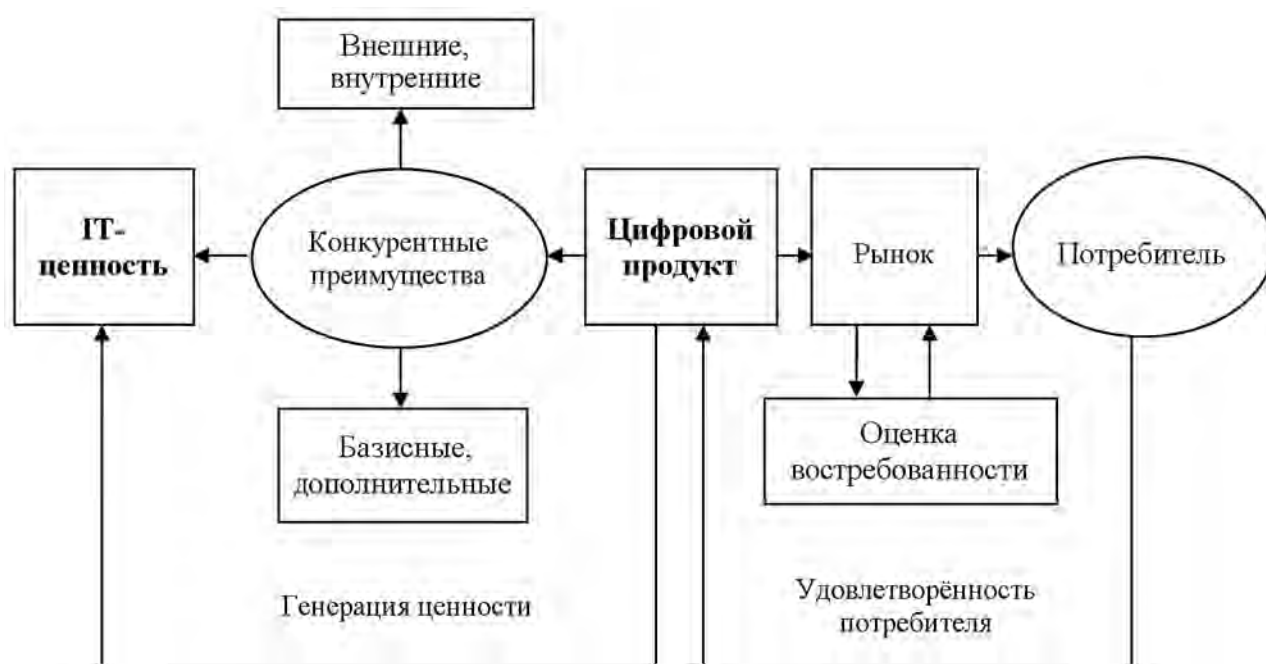 Внешние,
внутренние
IT-
ценность
Конкурентные
преимущества
Цифровой
продукт
Рынок
Потребитель
Базисные,
дополнительные
Оценка
востребованности
Генерация ценности
Удовлетворённость
потребителя